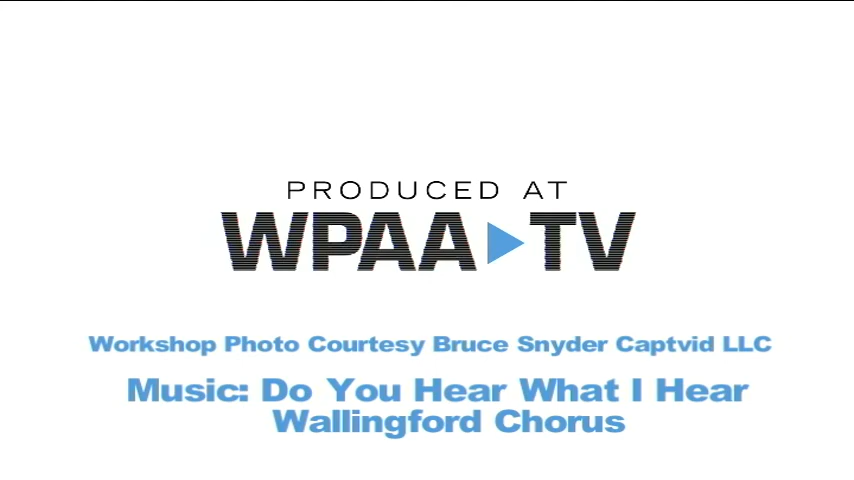 PRODUCED AT
WPAA TV
Workshop Photo Courtesy Bruce Snyder Captvid LLC
Music: Do You Hear What I Hear
Wallingford Chorus